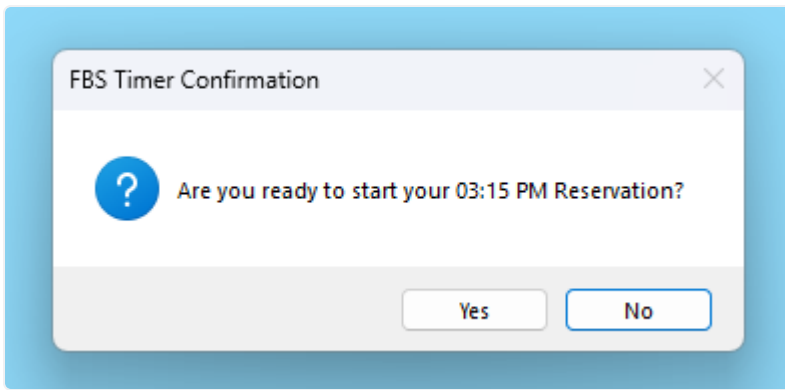 FBS Timer Confirmation
Are you ready to start your 03:15 PM Reservation?
Yes
No